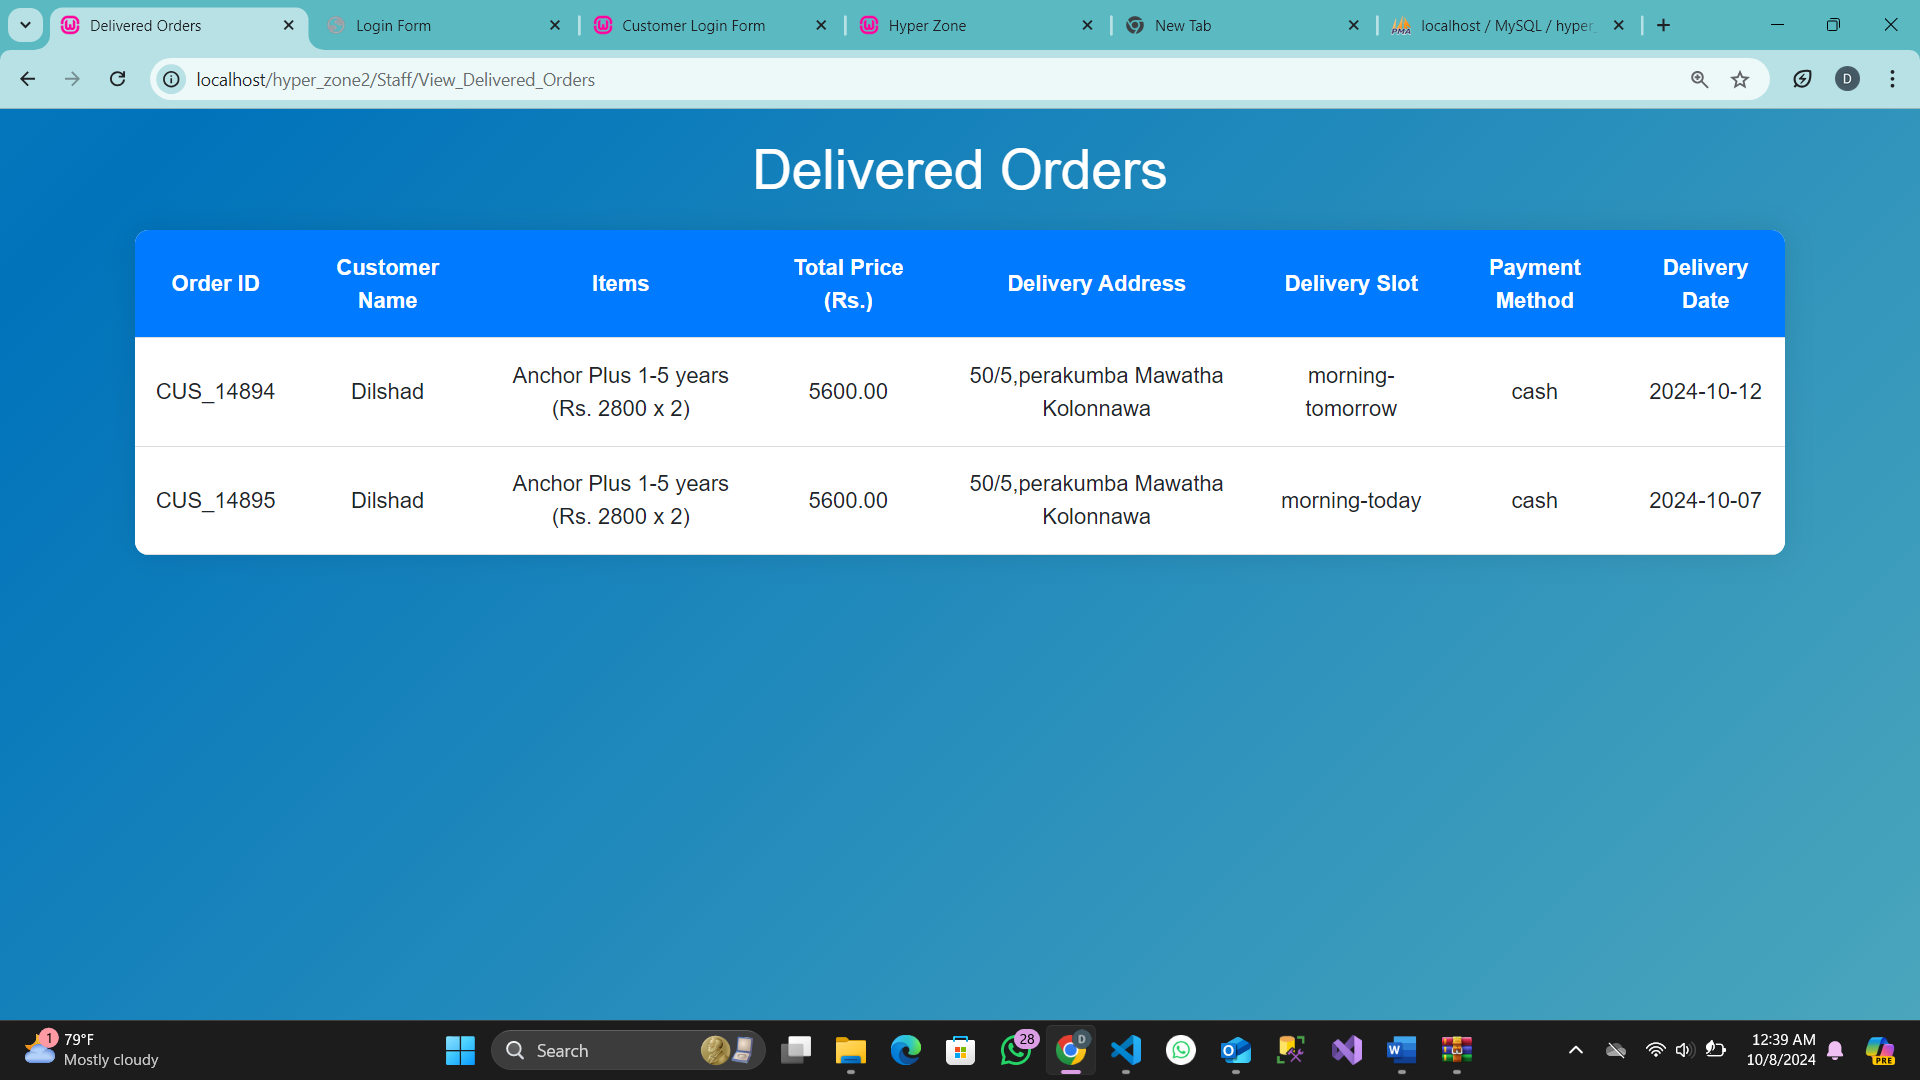 Delivered Orders
Login Form
Customer Login Form
Hyper Zone
New Tab
localhost / MySQL / hyper_
localhost/hyper_zone2/Staff/View_Delivered_Orders
D
Delivered Orders
Order ID
Customer
Name
Items
Total Price
(Rs.)
Delivery Address
Delivery Slot
Payment
Method
Delivery
Date
CUS_14894
Dilshad
Anchor Plus 1-5 years
(Rs. 2800 x 2)
5600.00
50/5,perakumba Mawatha
Kolonnawa
morning-
tomorrow
cash
2024-10-12
CUS_14895
Dilshad
Anchor Plus 1-5 years
(Rs. 2800 x 2)
5600.00
50/5,perakumba Mawatha
Kolonnawa
morning-today
cash
2024-10-07
1
79°F
Mostly cloudy
Search
28
D
12:39 AM
10/8/2024
PRE